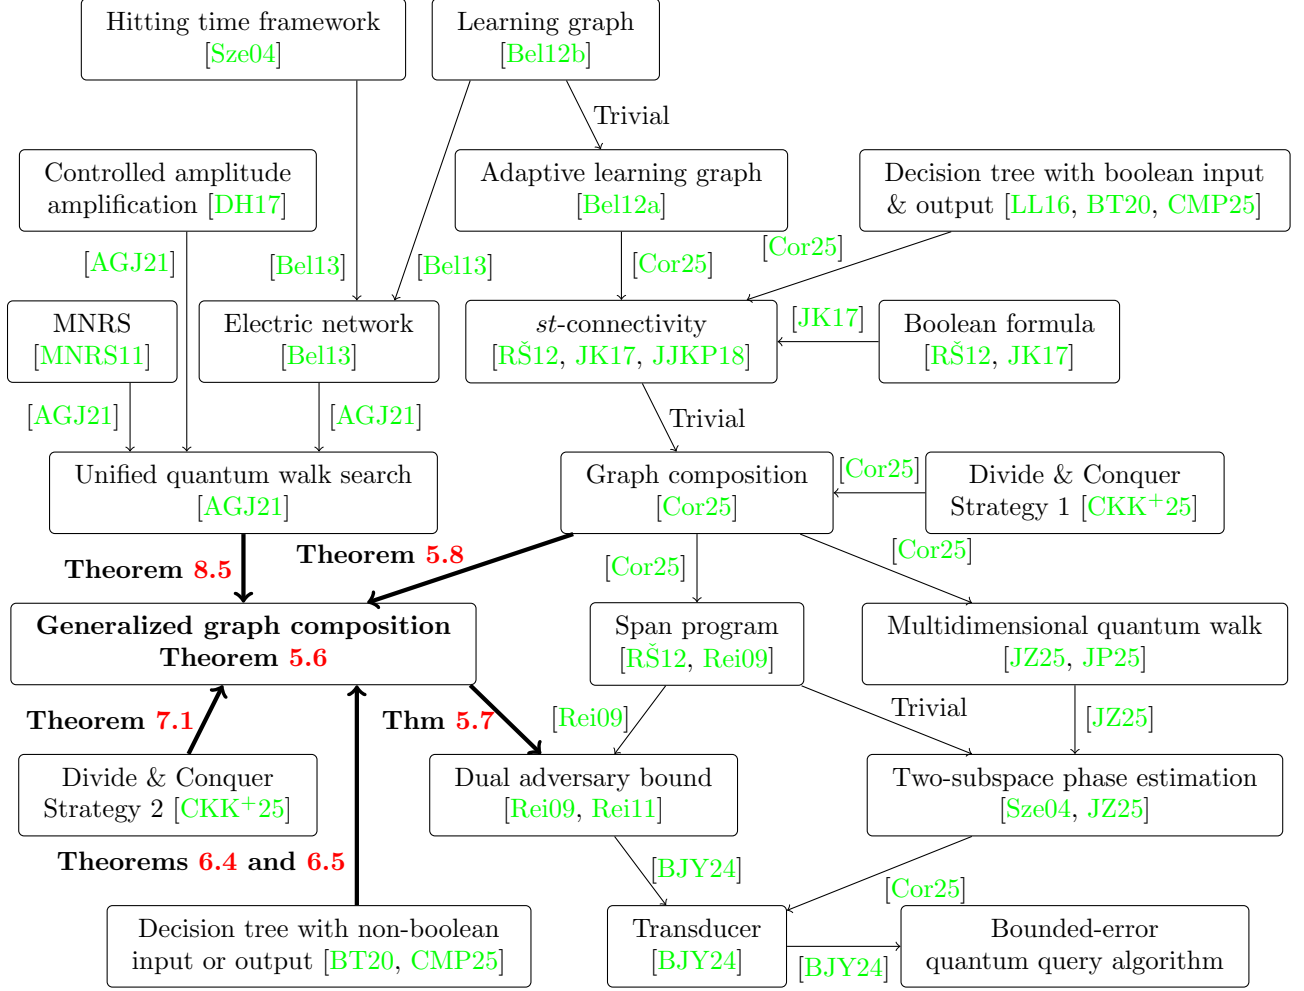 Hitting time framework
[Sze04]
Learning graph
[Bel12b]
Trivial
Controlled amplitude
amplification [DH17]
Adaptive learning graph
[Bel12a]
Decision tree with boolean input
& output [LL16, BT20, CMP25]
[AGJ21]
[Bel13]
[Bel13]
[Cor25]
[Cor25]
MNRS
[MNRS11]
Electric network
[Bel13]
st-connectivity
[RŠ12, JK17, JJKP18]
[JK17]
Boolean formula
[RŠ12, JK17]
[AGJ21]
[AGJ21]
Trivial
Unified quantum walk search
[AGJ21]
Graph composition
[Cor25]
[Cor25]
Divide & Conquer
Strategy 1 [CKK+25]
Theorem 8.5
Theorem 5.8
[Cor25]
[Cor25]
Generalized graph composition
Theorem 5.6
Span program
[RŠ12, Rei09]
Multidimensional quantum walk
[JZ25, JP25]
Theorem 7.1
Thm 5.7
[Rei09]
Trivial
[JZ25]
Divide & Conquer
Strategy 2 [CKK+25]
Dual adversary bound
[Rei09, Rei11]
Two-subspace phase estimation
[Sze04, JZ25]
Theorems 6.4 and 6.5
[BJY24]
[Cor25]
Decision tree with non-boolean
input or output [BT20, CMP25]
Transducer
[BJY24]
[BJY24]
Bounded-error
quantum query algorithm